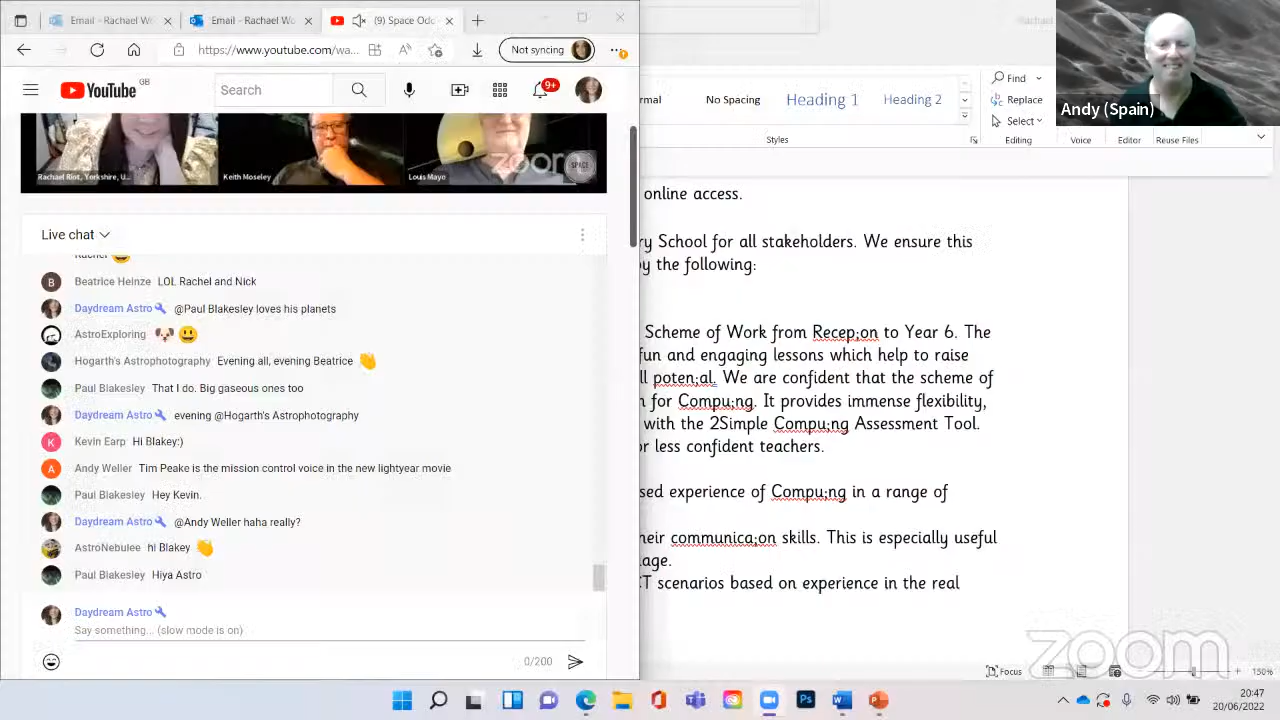 Email - Rachael Wo
Email - Rachael Wo
(9) Space Od
https://www.youtube.com/wa...
Not syncing
YouTube GB
Search
9+
Rachael Riot, Yorkshire, U...
Keith Moseley
Louis Mayo
zoom
SPACE
Live chat
Rachel
Beatrice Heinze LOL Rachel and Nick
Daydream Astro @Paul Blakesley loves his planets
AstroExploring
Hogarth's Astrophotography Evening all, evening Beatrice
Paul Blakesley That I do. Big gaseous ones too
Daydream Astro evening @Hogarth's Astrophotography
Kevin Earp Hi Blakey:)
Andy Weller Tim Peake is the mission control voice in the new lightyear movie
Paul Blakesley Hey Kevin.
Daydream Astro @Andy Weller haha really?
AstroNebulee hi Blakey
Paul Blakesley Hiya Astro
Daydream Astro
Say something... (slow mode is on)
0/200
rmal
No Spacing
Heading 1
Heading 2
Find
Replace
Select
Styles
Editing
Voice
Editor
Reuse Files
Andy (Spain)
online access.
ry School for all stakeholders. We ensure this
by the following:
Scheme of Work from Recep;on to Year 6. The
fun and engaging lessons which help to raise
ll poten;al. We are confident that the scheme of
n for Compu;ng. It provides immense flexibility,
with the 2Simple Compu;ng Assessment Tool.
or less confident teachers.
sed experience of Compu;ng in a range of
heir communica;on skills. This is especially useful
age.
CT scenarios based on experience in the real
zoom
Focus
150%
20:47
20/06/2022